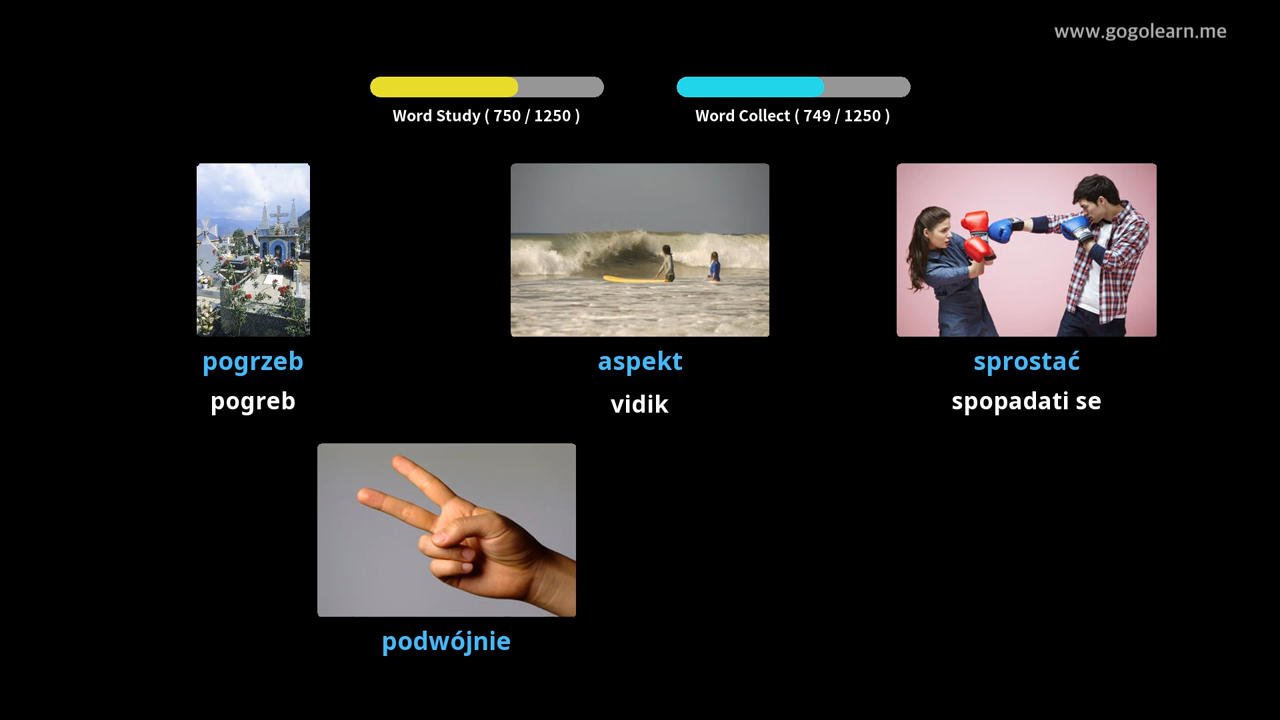 www.gogolearn.me
Word Study ( 750 / 1250 )
Word Collect ( 749 / 1250 )
pogrzeb
aspekt
sprostać
pogreb
vidik
spopadati se
podwójnie